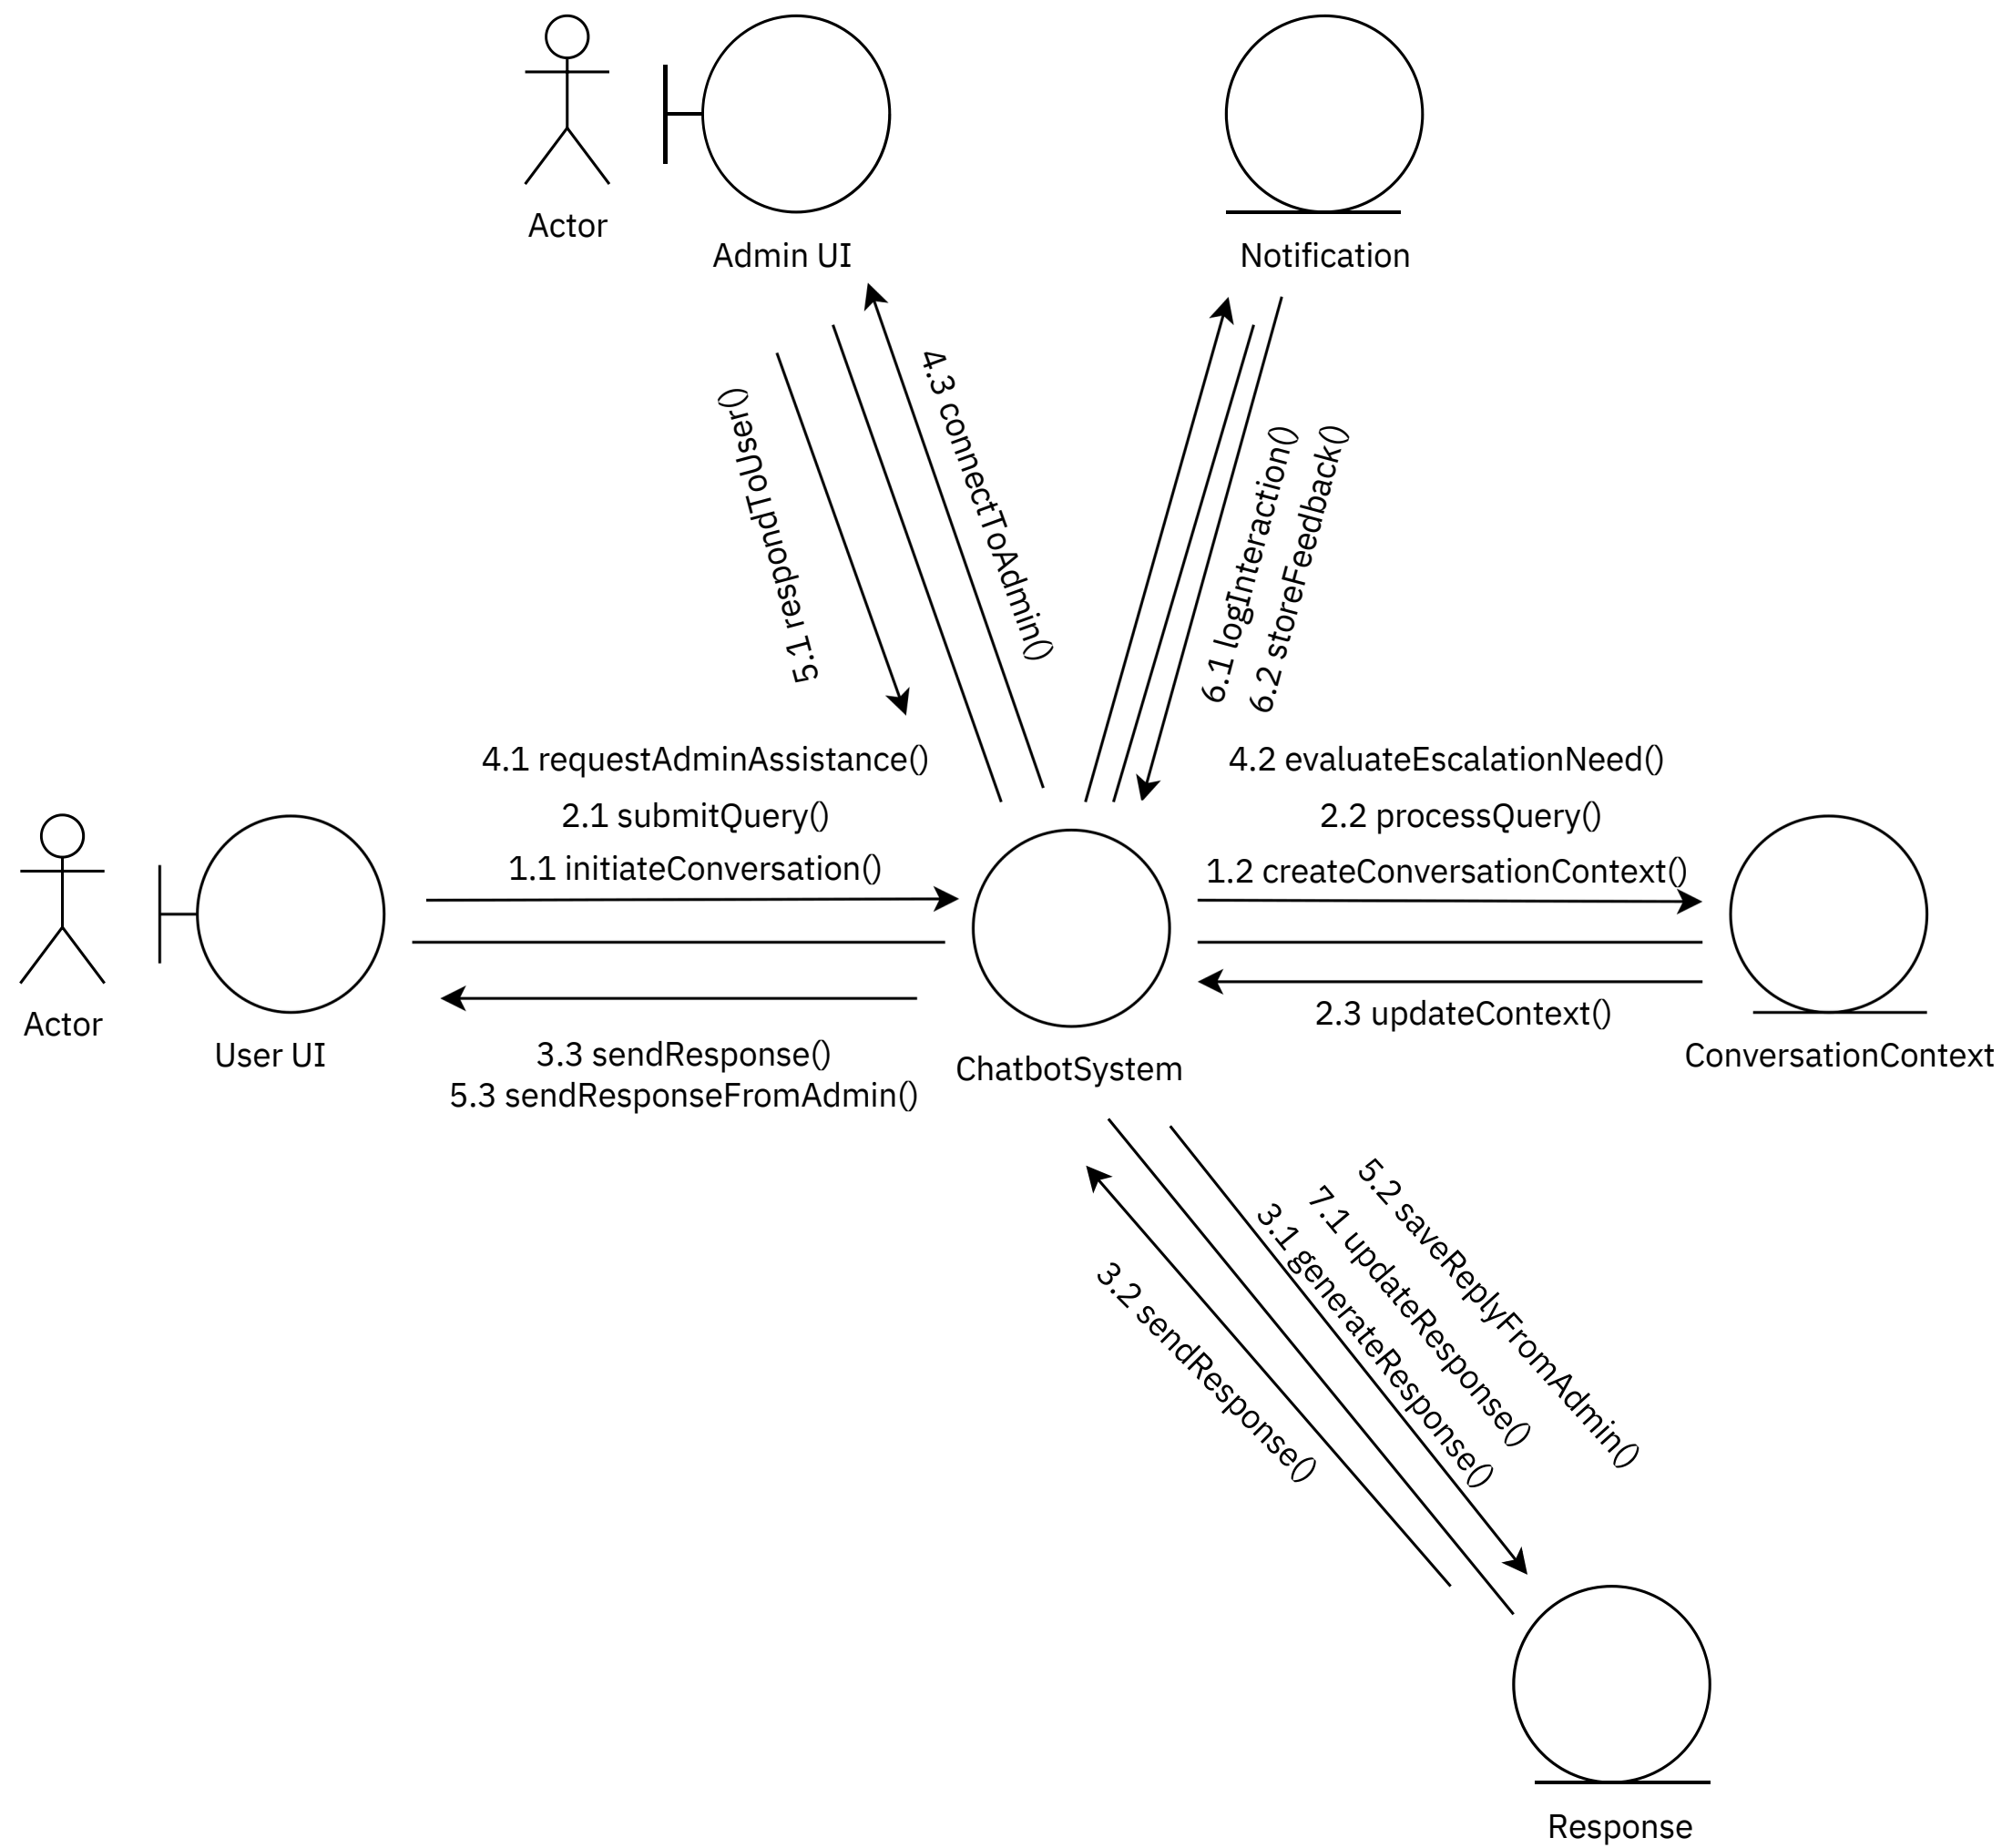 Actor
Admin UI
Notification
4.3 connectToAdmin()
5.1 respondToUser()
6.1 logInteraction()
6.2 storeFeedback()
4.1 requestAdminAssistance()
2.1 submitQuery()
1.1 initiateConversation()
4.2 evaluateEscalationNeed()
2.2 processQuery()
1.2 createConversationContext()
Actor
User UI
3.3 sendResponse()
5.3 sendResponseFromAdmin()
ChatbotSystem
2.3 updateContext()
ConversationContext
5.2 saveReplyFromAdmin()
7.1 updateResponse()
3.1 generateResponse()
3.2 sendResponse()
Response